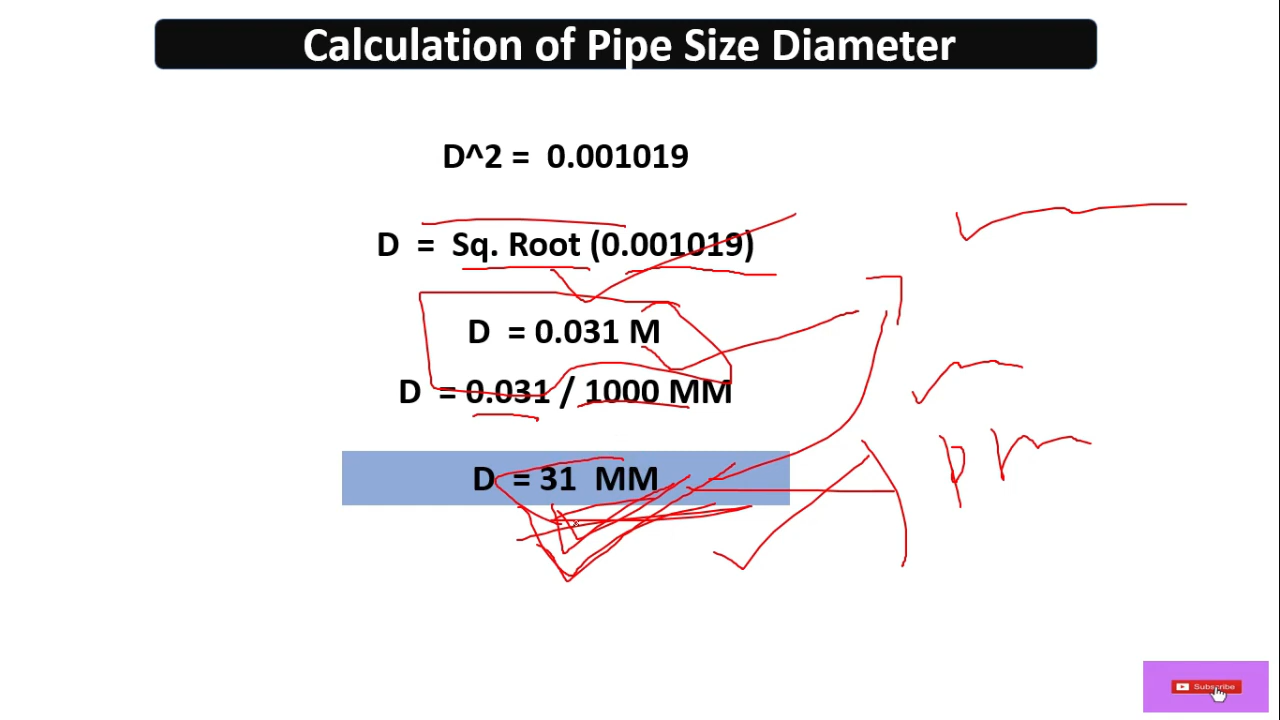 Calculation of Pipe Size Diameter
D^2 = 0.001019
D = Sq. Root (0.001019)
D = 0.031 M
D = 0.031 / 1000 MM
D = 31 MM
Subscribe